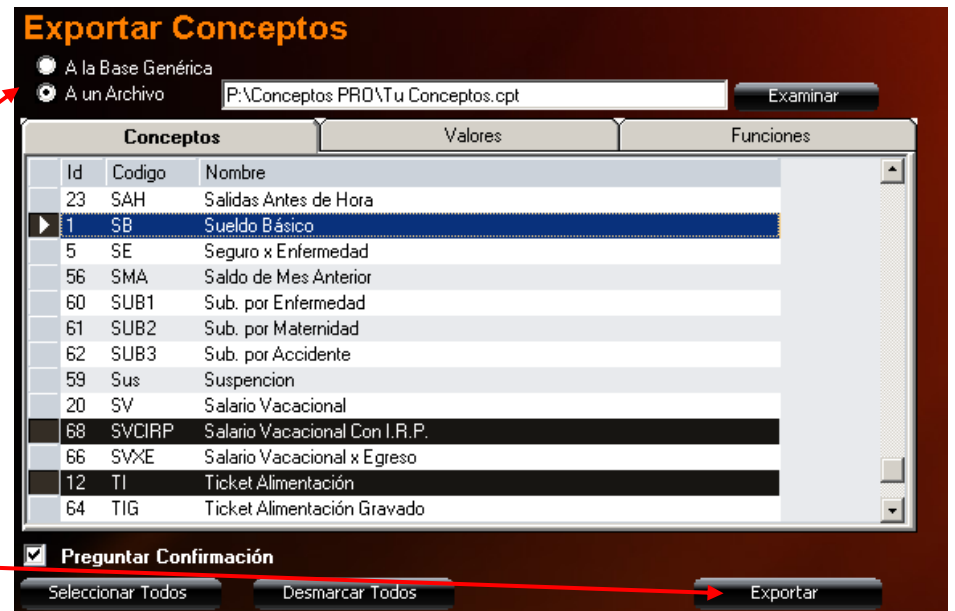 Exportar Conceptos
A la Base Genérica
A un Archivo P:\Conceptos PRO\Tu Conceptos.cpt Examinar
Conceptos Valores Funciones
Id Codigo Nombre
23 SAH Salidas Antes de Hora
1 SB Sueldo Básico
5 SE Seguro x Enfermedad
56 SMA Saldo de Mes Anterior
60 SUB1 Sub. por Enfermedad
61 SUB2 Sub. por Maternidad
62 SUB3 Sub. por Accidente
59 Sus Suspencion
20 SV Salario Vacacional
68 SVCIRP Salario Vacacional Con I.R.P.
66 SVXE Salario Vacacional x Egreso
12 TI Ticket Alimentación
64 TIG Ticket Alimentación Gravado
Preguntar Confirmación
Seleccionar Todos Desmarcar Todos Exportar